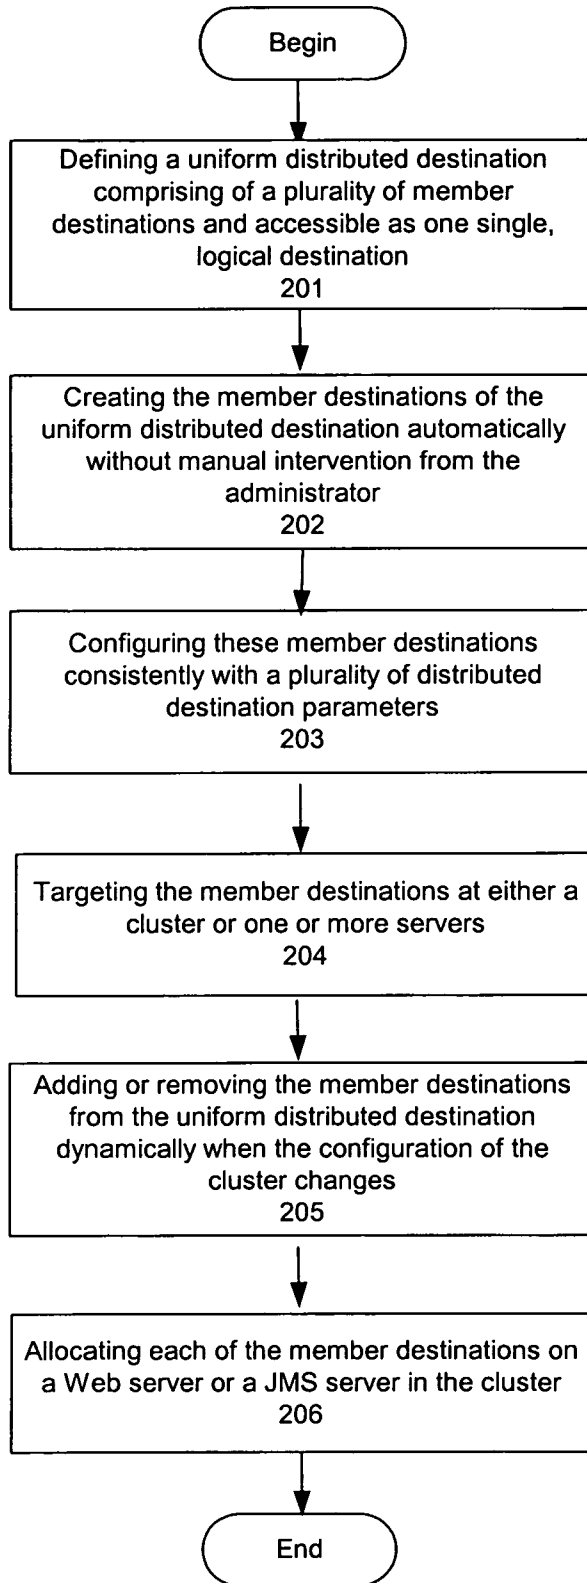 Begin
Defining a uniform distributed destination
comprising of a plurality of member
destinations and accessible as one single,
logical destination
201
Creating the member destinations of the
uniform distributed destination automatically
without manual intervention from the
administrator
202
Configuring these member destinations
consistently with a plurality of distributed
destination parameters
203
Targeting the member destinations at either a
cluster or one or more servers
204
Adding or removing the member destinations
from the uniform distributed destination
dynamically when the configuration of the
cluster changes
205
Allocating each of the member destinations on
a Web server or a JMS server in the cluster
206
End